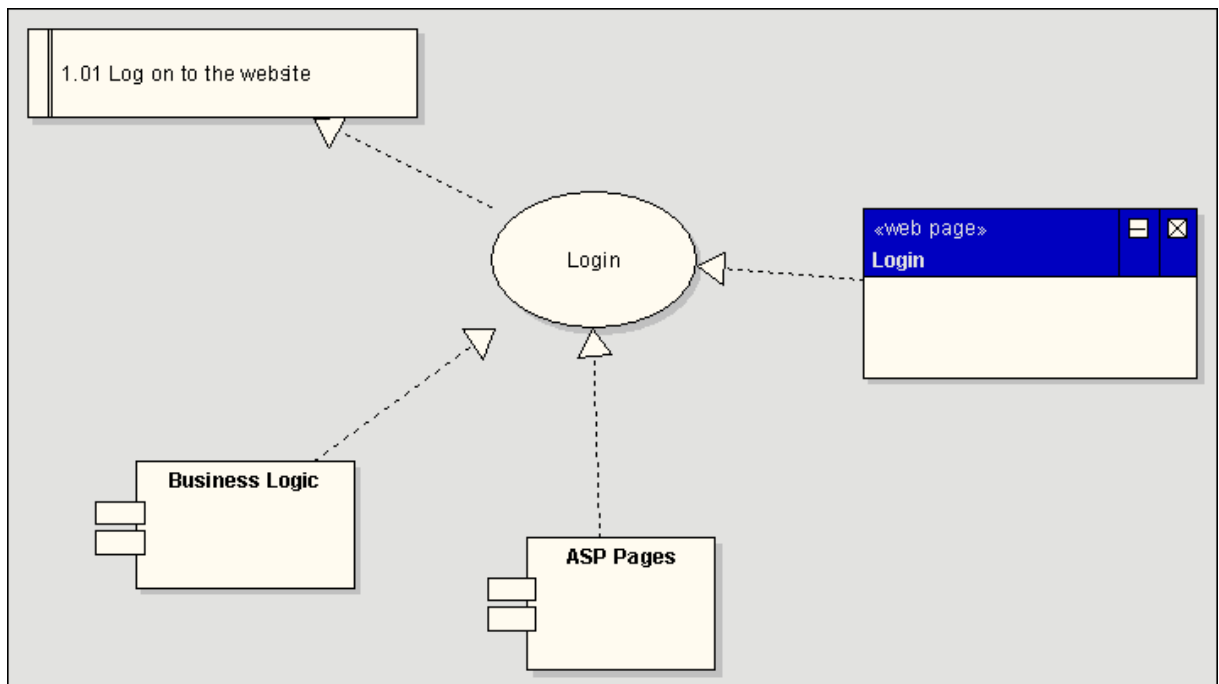 1.01 Log on to the website
Login
«web page»
Login
Business Logic
ASP Pages